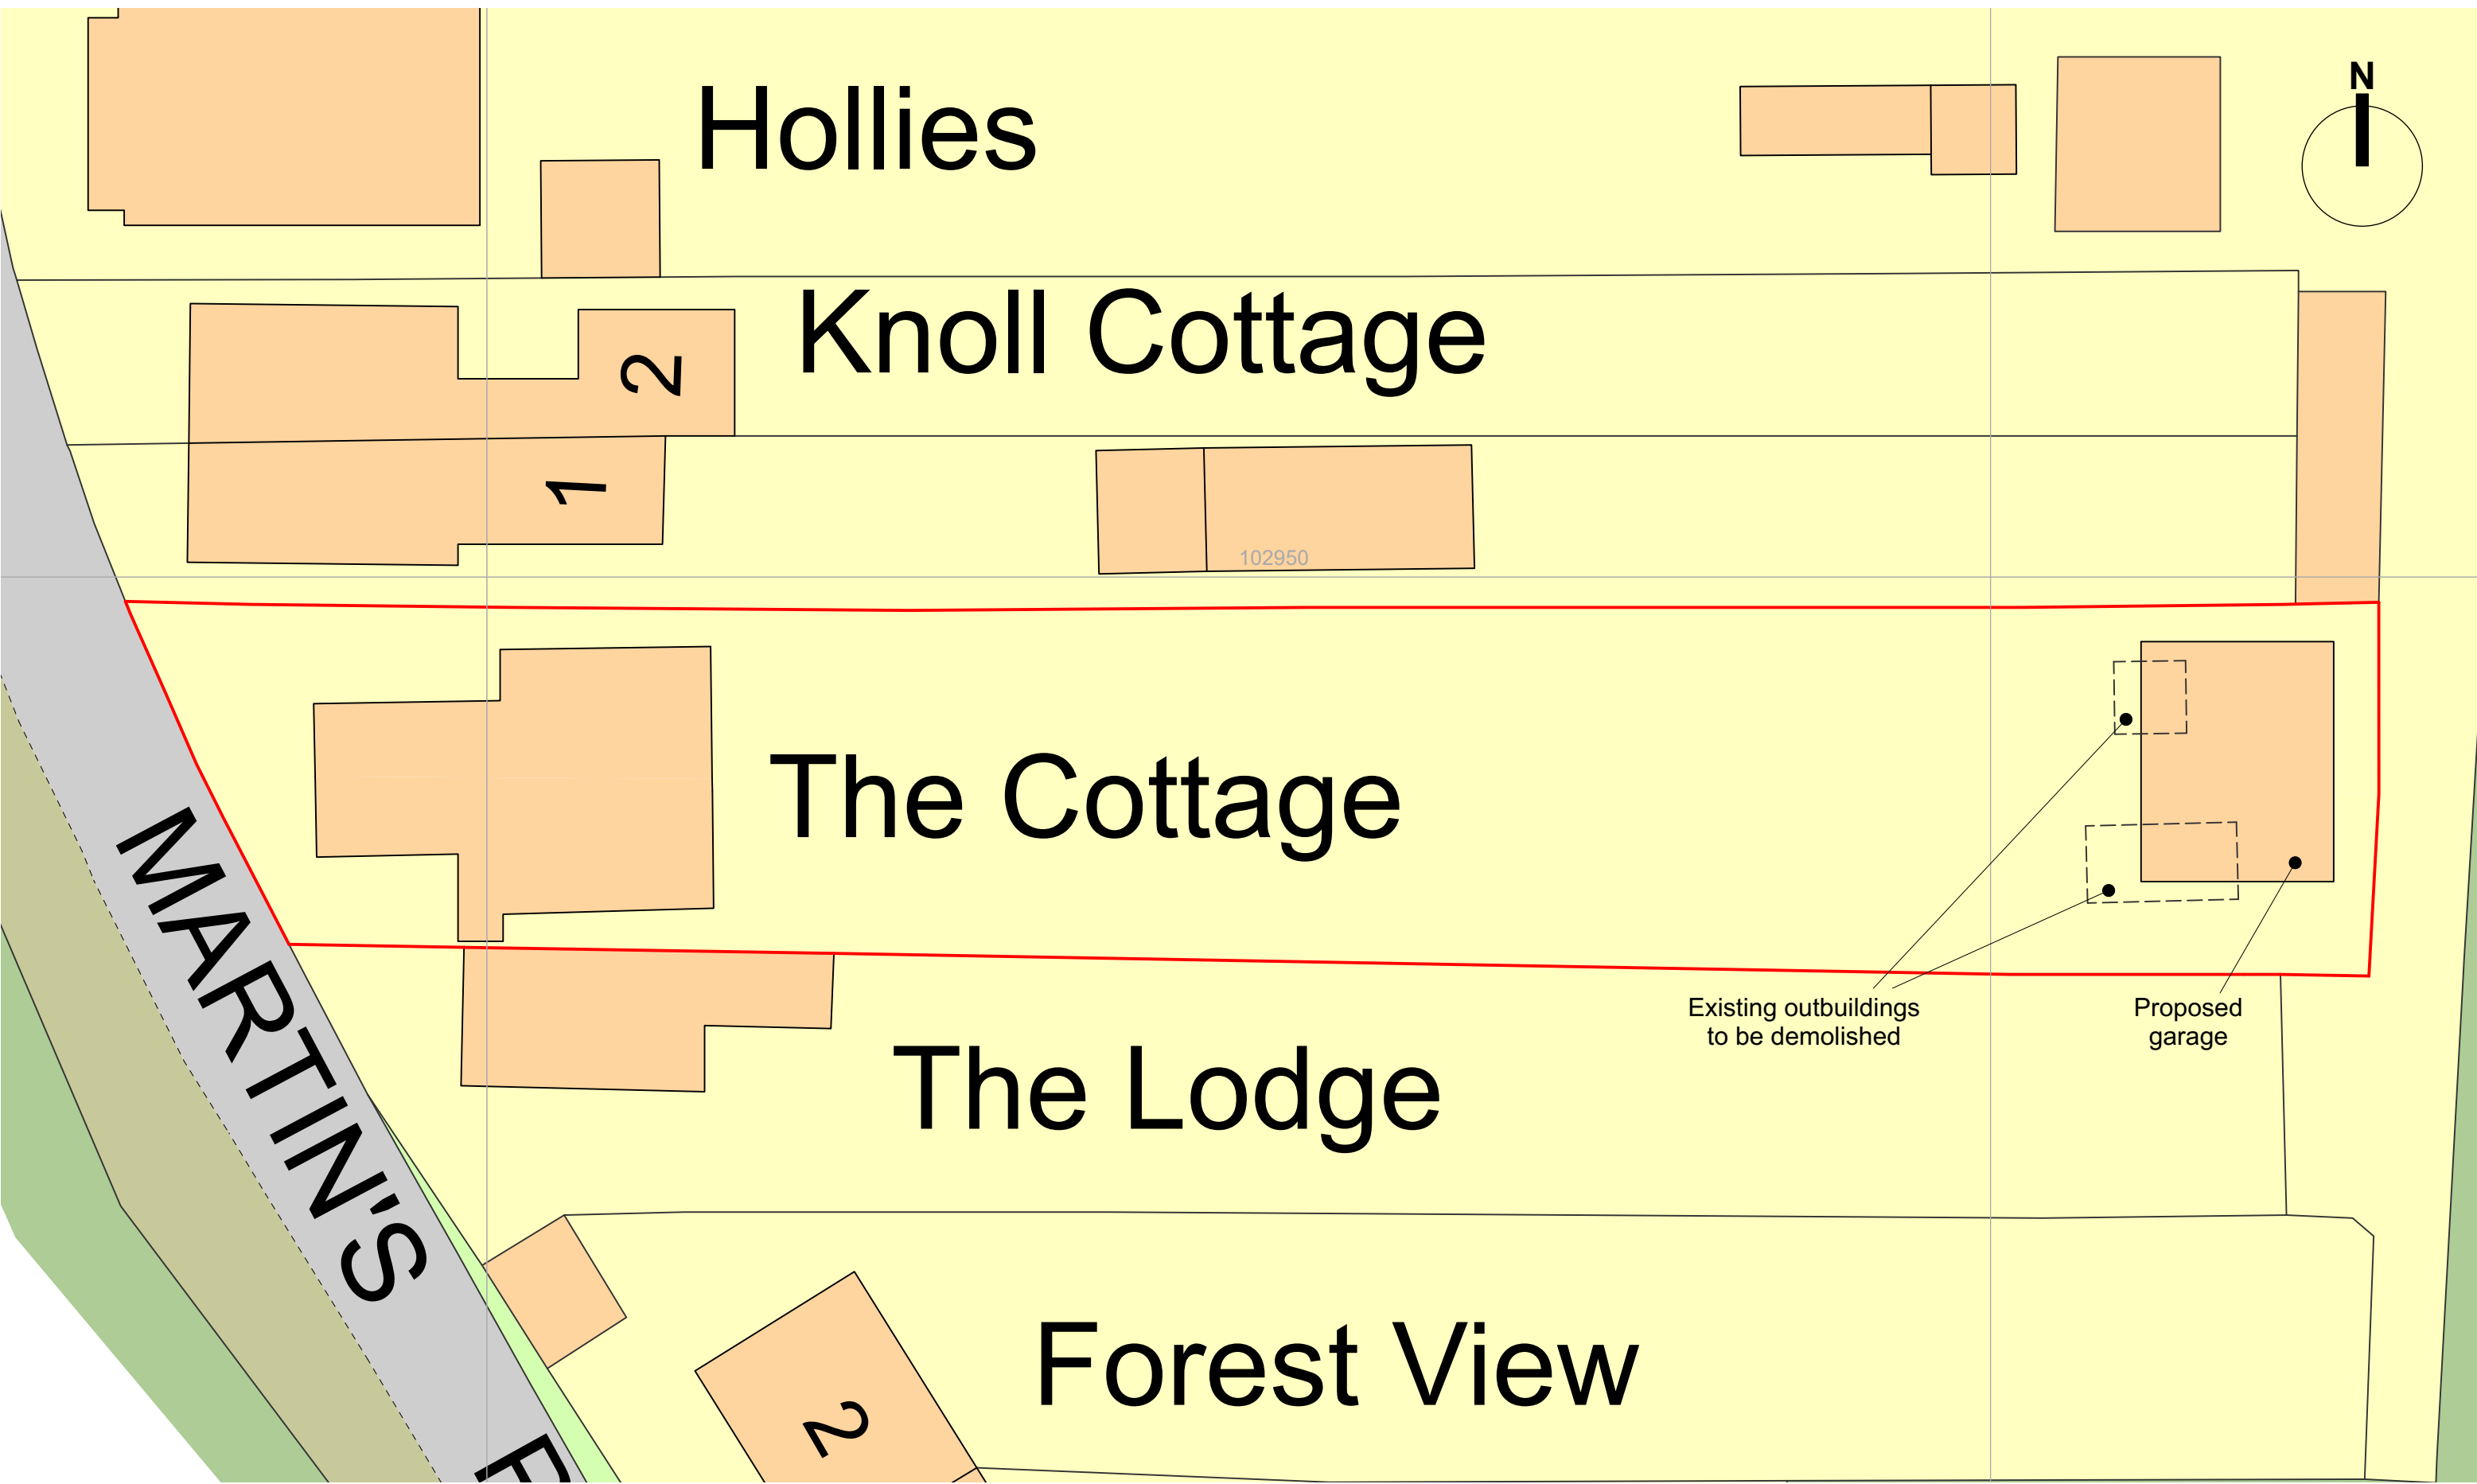 Hollies
N
Knoll Cottage
2
1
102950
The Cottage
MARTIN'S
Existing outbuildings
to be demolished
Proposed
garage
The Lodge
Forest View
2